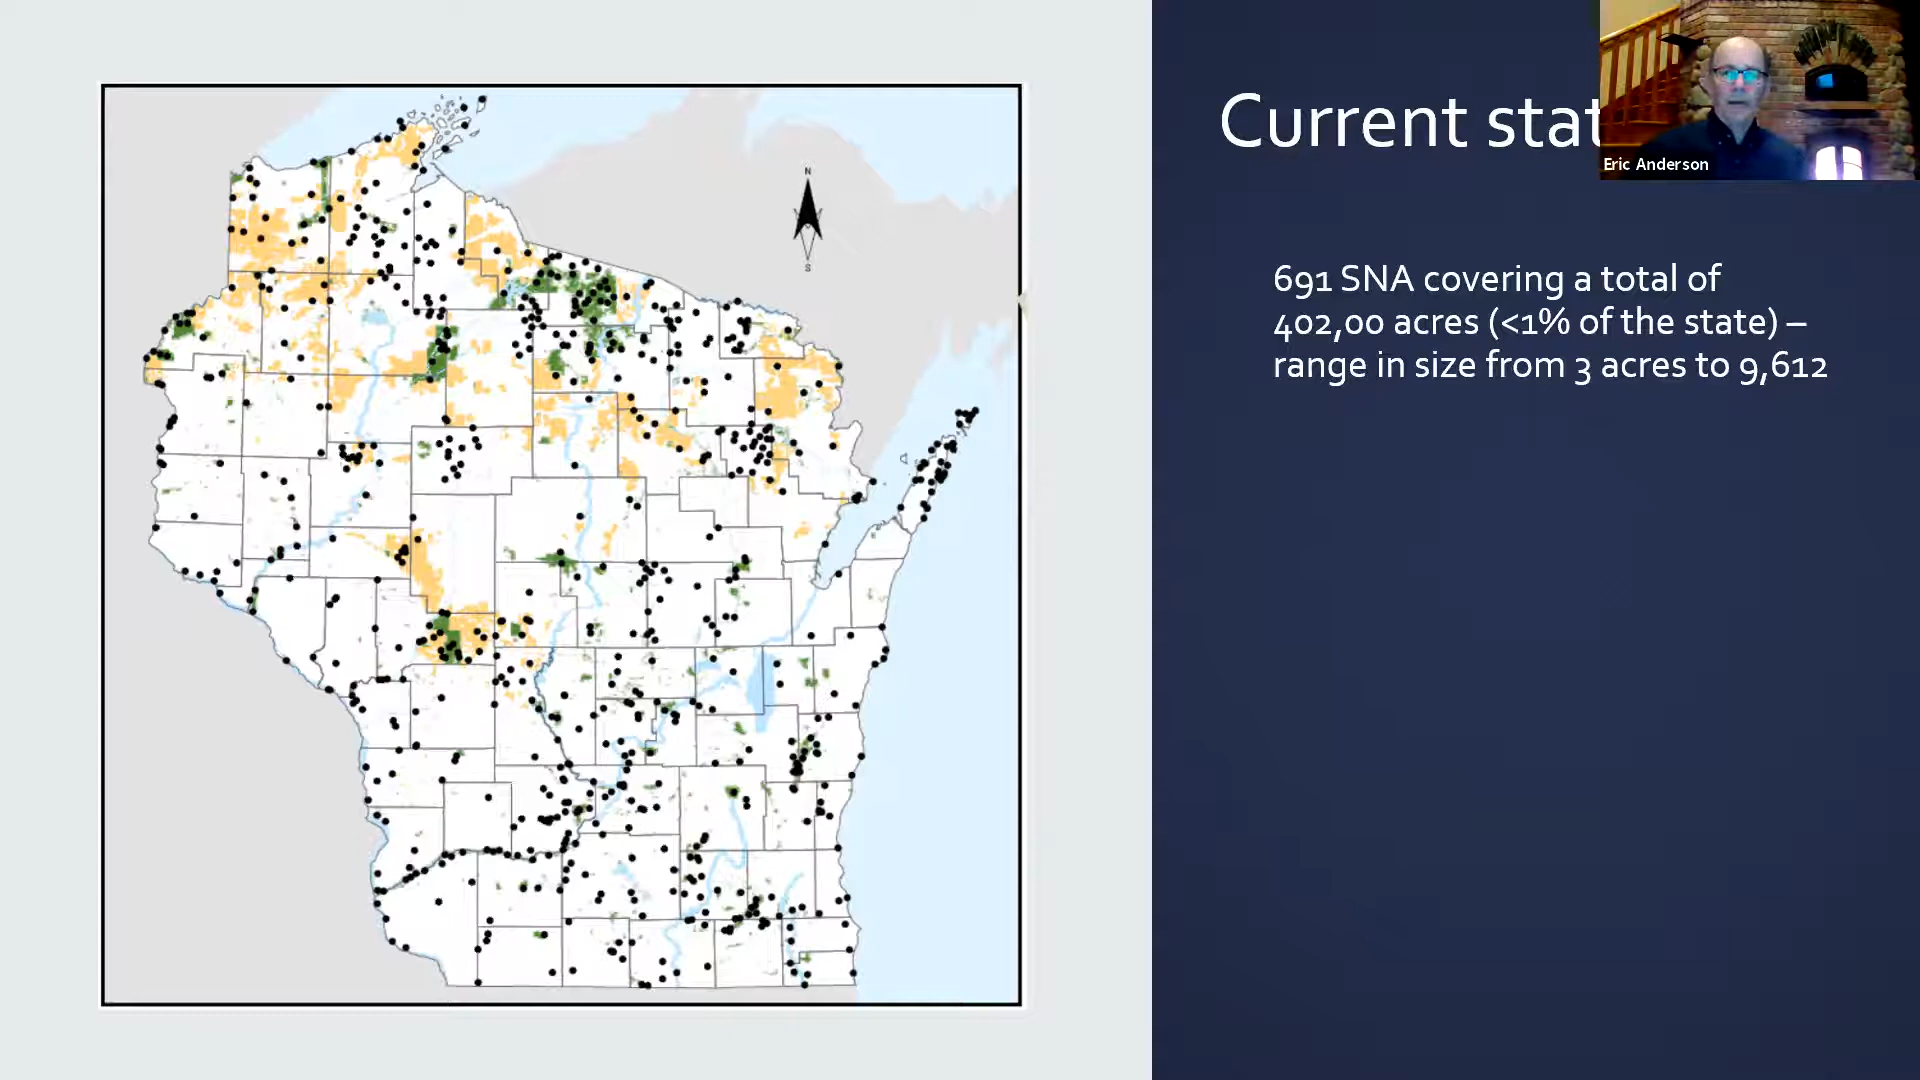 N
S
Current stat
Eric Anderson
691 SNA covering a total of
402,00 acres (<1% of the state) –
range in size from 3 acres to 9,612